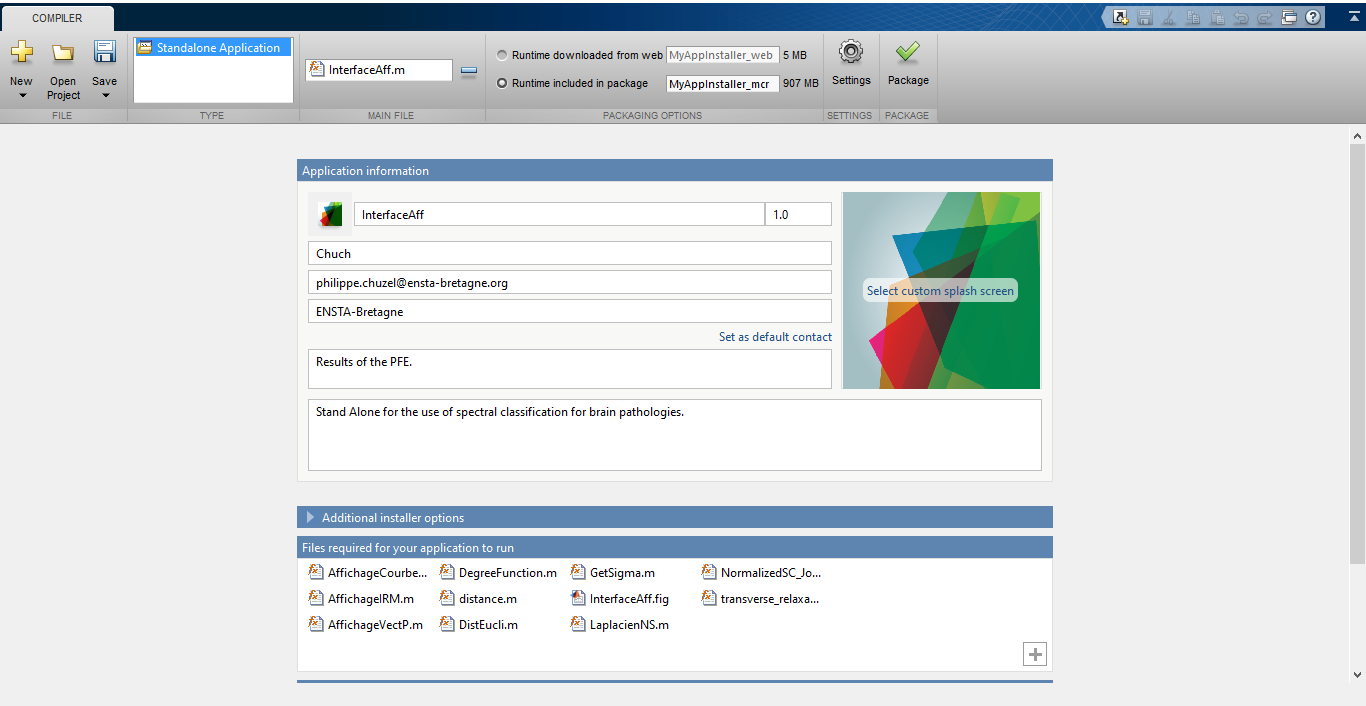 COMPILER
New
Open
Project
Save
FILE
Standalone Application
TYPE
InterfaceAff.m
MAIN FILE
Runtime downloaded from web MyAppInstaller_web 5 MB
Runtime included in package MyAppInstaller_mcr 907 MB
PACKAGING OPTIONS
Settings
SETTINGS
Package
PACKAGE
Application information
InterfaceAff 1.0
Chuch
philippe.chuzel@ensta-bretagne.org
ENSTA-Bretagne
Set as default contact
Select custom splash screen
Results of the PFE.
Stand Alone for the use of spectral classification for brain pathologies.
Additional installer options
Files required for your application to run
AffichageCourbe... DegreeFunction.m GetSigma.m NormalizedSC_Jo...
AffichageIRM.m distance.m InterfaceAff.fig transverse_relaxa...
AffichageVectP.m DistEucli.m LaplacienNS.m